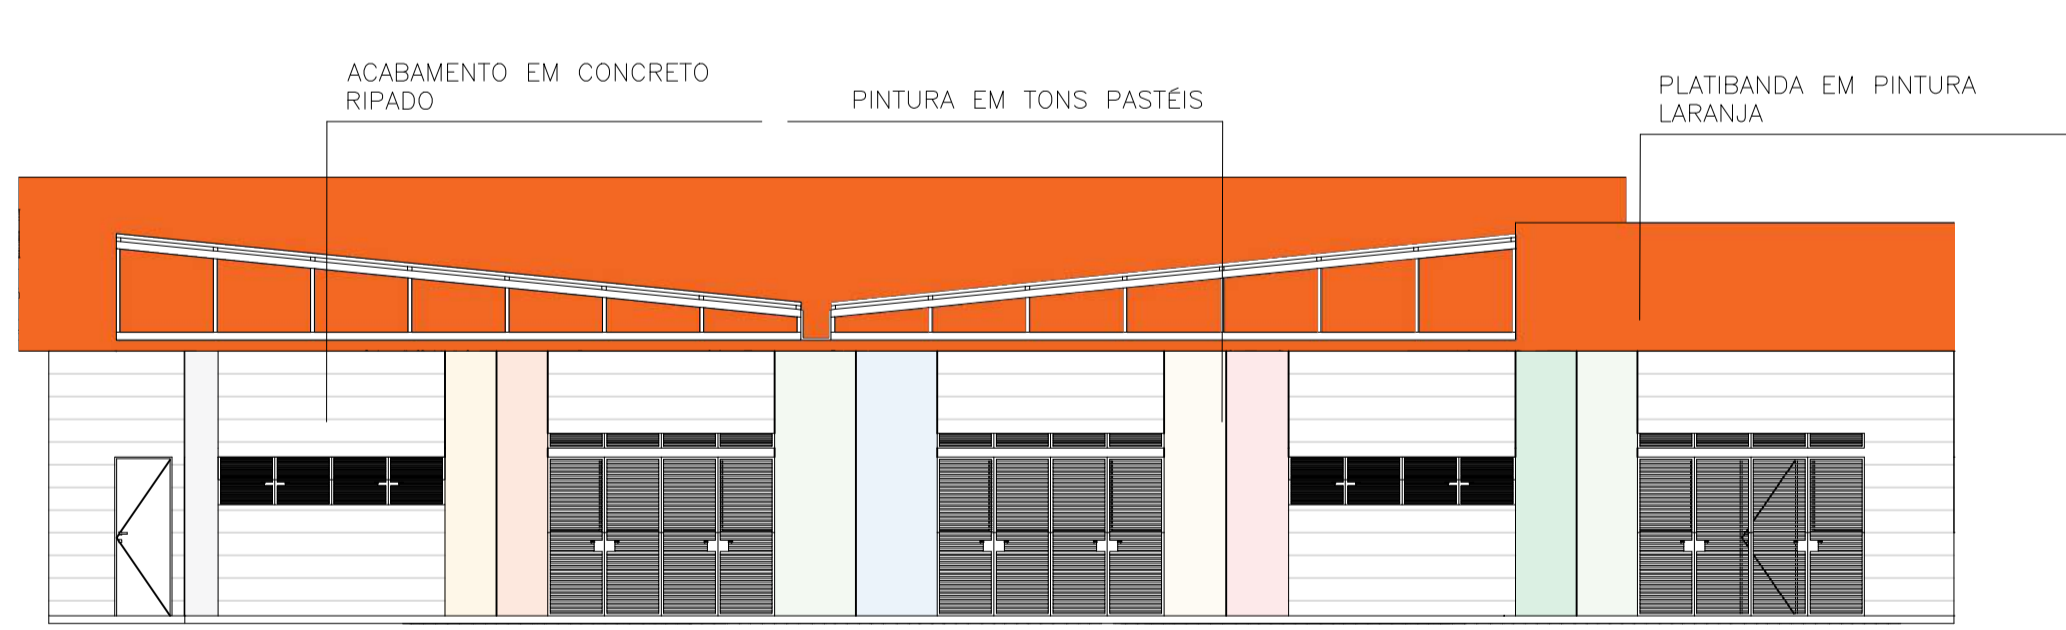 ACABAMENTO EM CONCRETO
RIPADO
PINTURA EM TONS PASTÉIS
PLATIBANDA EM PINTURA
LARANJA